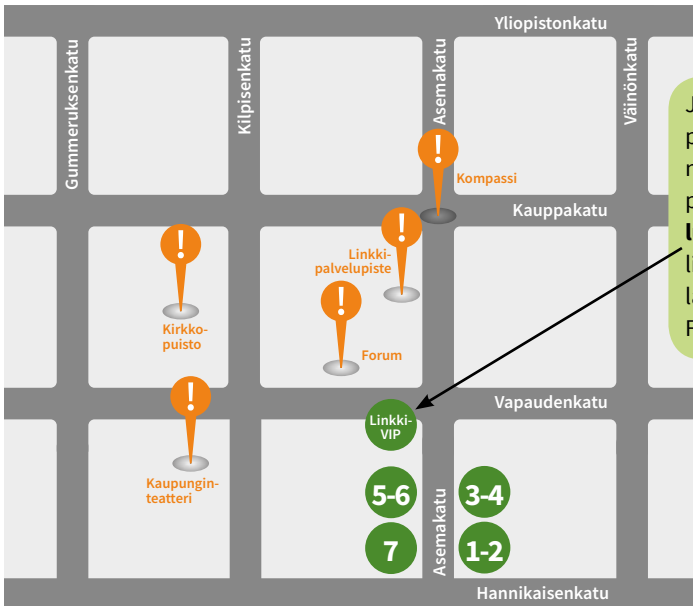 Yliopistonkatu
Gummeruksenkatu
Kilpisenkatu
Asemakatu
Väinönkatu
!
Kompassi
Kauppakatu
!
Linkki-
palvelupiste
!
Kirkko-
puisto
!
Forum
!
Kaupungin-
teatteri
Vapaudenkatu
Linkki-
VIP
5-6
3-4
7
1-2
Asemakatu
Hannikaisenkatu